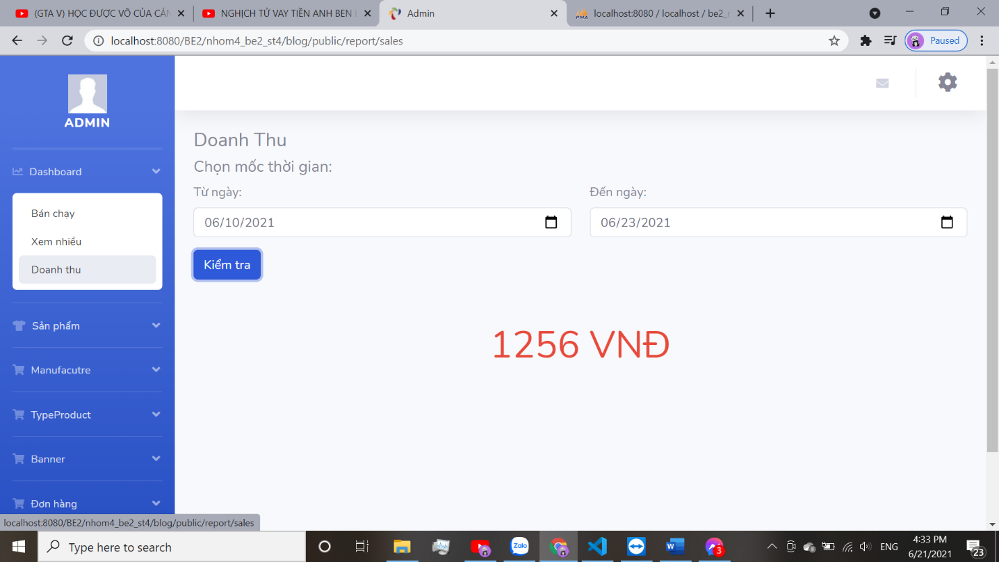 (GTA V) HỌC ĐƯỢC VÕ CỦA CẢN
NGHỊCH TỬ VAY TIỀN ANH BEN
Admin
localhost:8080 / localhost / be2_
localhost:8080/BE2/nhom4_be2_st4/blog/public/report/sales
Paused
ADMIN
Dashboard
Bán chạy
Xem nhiều
Doanh thu
Sản phẩm
Manufacutre
TypeProduct
Banner
Đơn hàng
Doanh Thu
Chọn mốc thời gian:
Từ ngày:
Đến ngày:
06/10/2021
06/23/2021
Kiểm tra
1256 VNĐ
localhost:8080/BE2/nhom4_be2_st4/blog/public/report/sales
Type here to search
Zalo
3
ENG
4:33 PM
6/21/2021
23